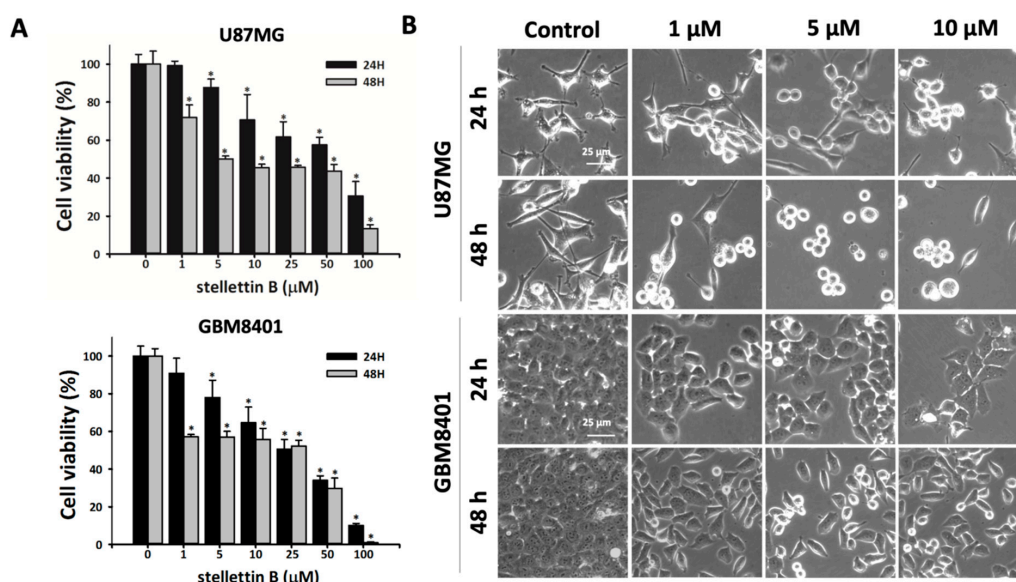 A
U87MG
24H
48H
Cell viability (%)
100
80
60
40
20
0
* * * * * * * * * * *
0 1 5 10 25 50 100
stellettin B (μM)
GBM8401
24H
48H
Cell viability (%)
100
80
60
40
20
0
* * * * * * * * * * *
0 1 5 10 25 50 100
stellettin B (μM)
B
Control 1 μM 5 μM 10 μM
U87MG
24 h
25 μm
48 h
GBM8401
24 h
25 μm
48 h